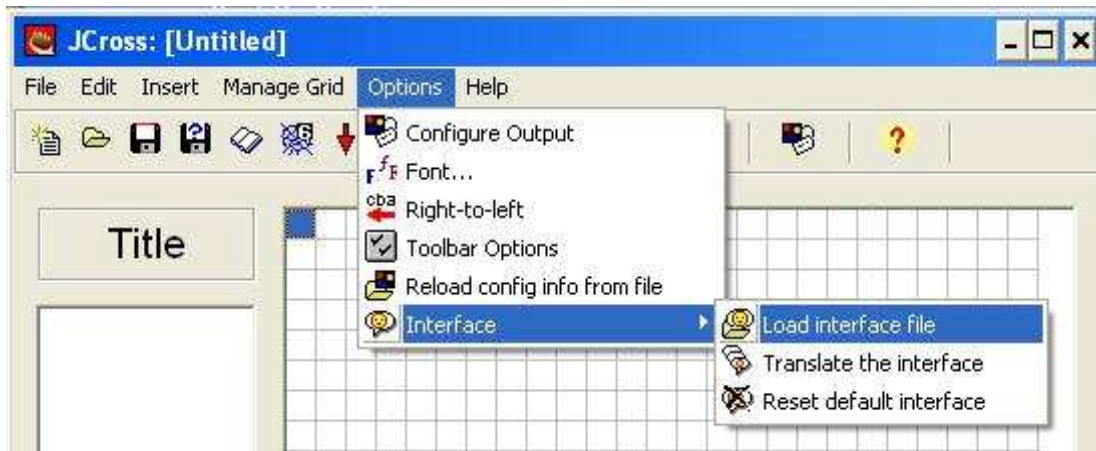 JCross: [Untitled]
File Edit Insert Manage Grid Options Help
Configure Output
Font...
Right-to-left
Toolbar Options
Reload config info from file
Interface
Load interface file
Translate the interface
Reset default interface
Title